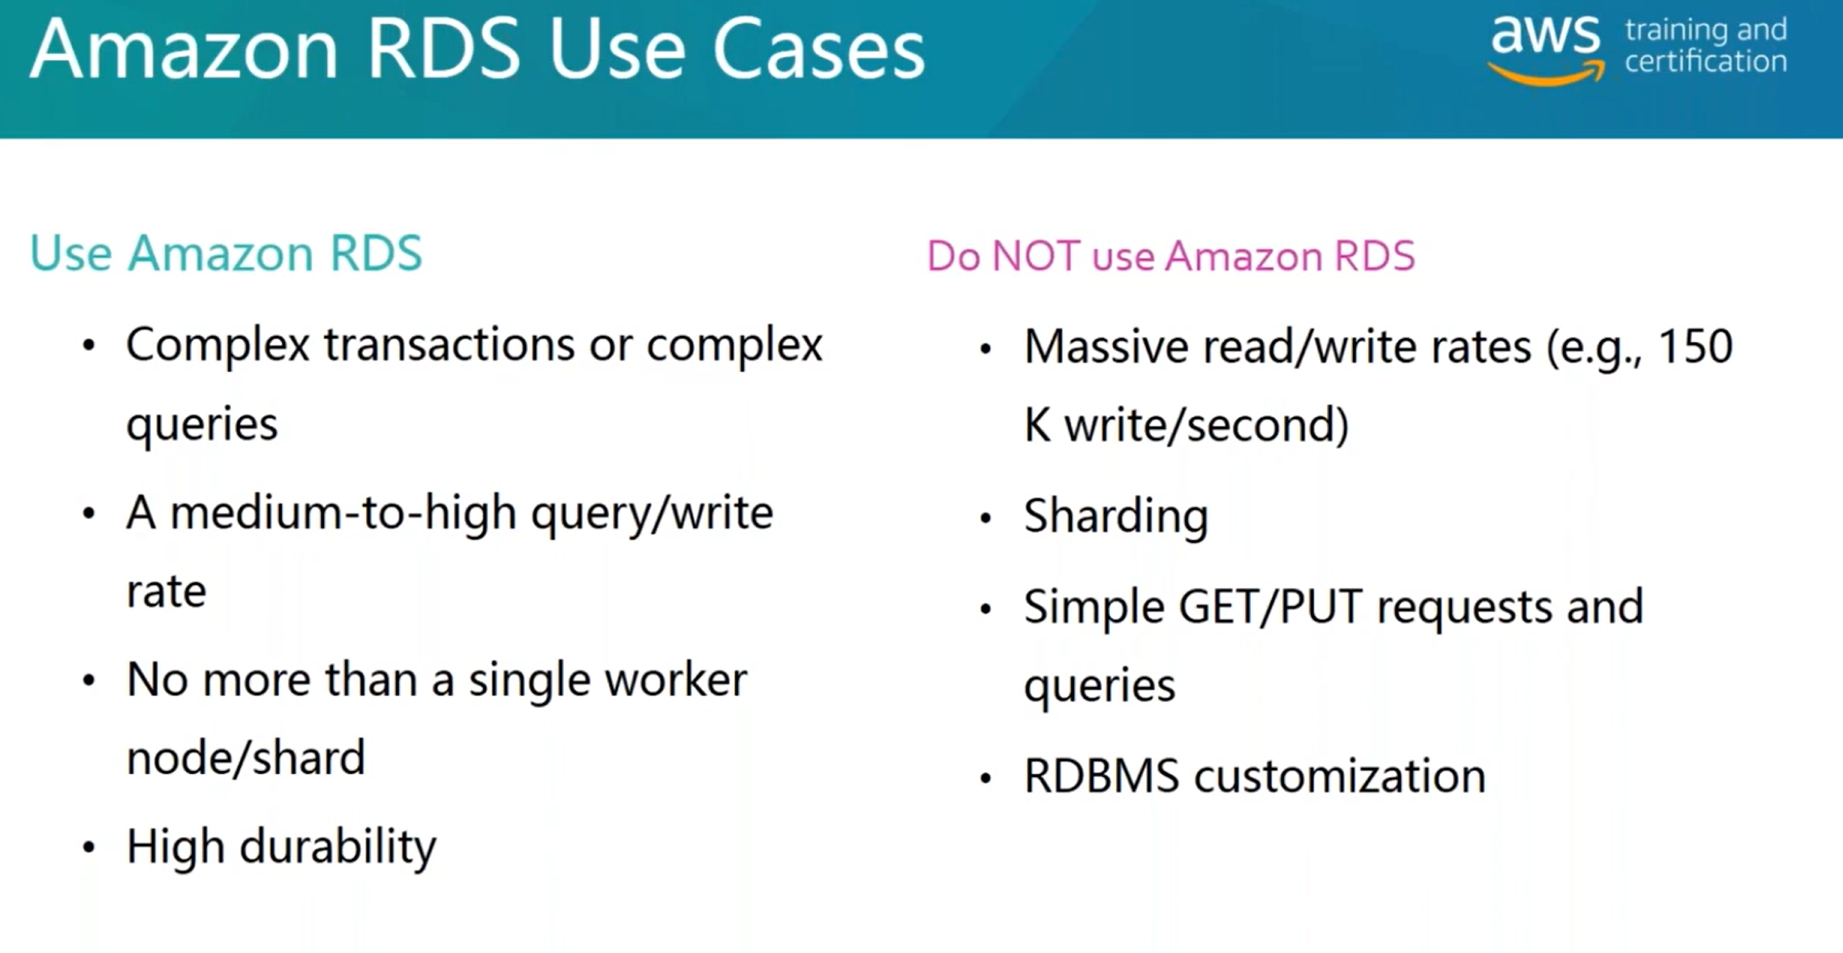 Amazon RDS Use Cases
aws training and
certification
Use Amazon RDS
• Complex transactions or complex
queries
• A medium-to-high query/write
rate
• No more than a single worker
node/shard
• High durability
Do NOT use Amazon RDS
• Massive read/write rates (e.g., 150
K write/second)
• Sharding
• Simple GET/PUT requests and
queries
• RDBMS customization